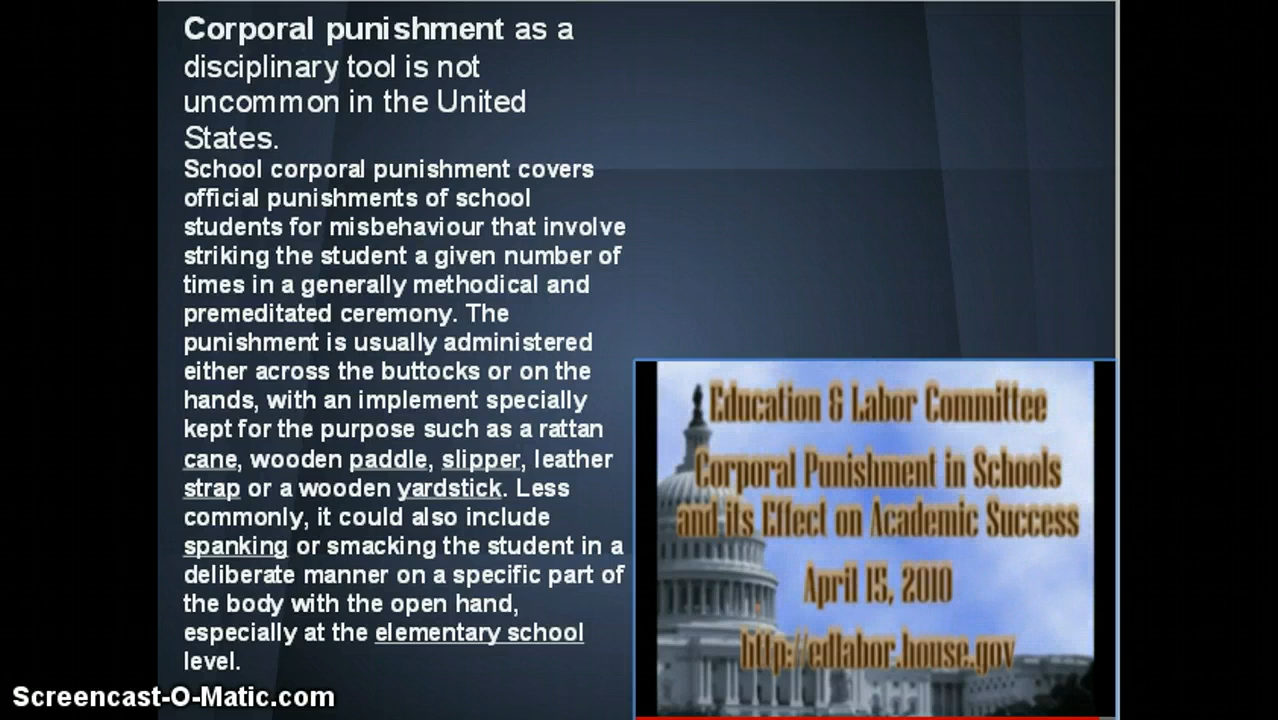 Corporal punishment as a
disciplinary tool is not
uncommon in the United
States.
School corporal punishment covers
official punishments of school
students for misbehaviour that involve
striking the student a given number of
times in a generally methodical and
premeditated ceremony. The
punishment is usually administered
either across the buttocks or on the
hands, with an implement specially
kept for the purpose such as a rattan
cane, wooden paddle, slipper, leather
strap or a wooden yardstick. Less
commonly, it could also include
spanking or smacking the student in a
deliberate manner on a specific part of
the body with the open hand,
especially at the elementary school
level.
Education & Labor Committee
Corporal Punishment in Schools
and its Effect on Academic Success
April 15, 2010
http://edlabor.house.gov
Screencast-O-Matic.com